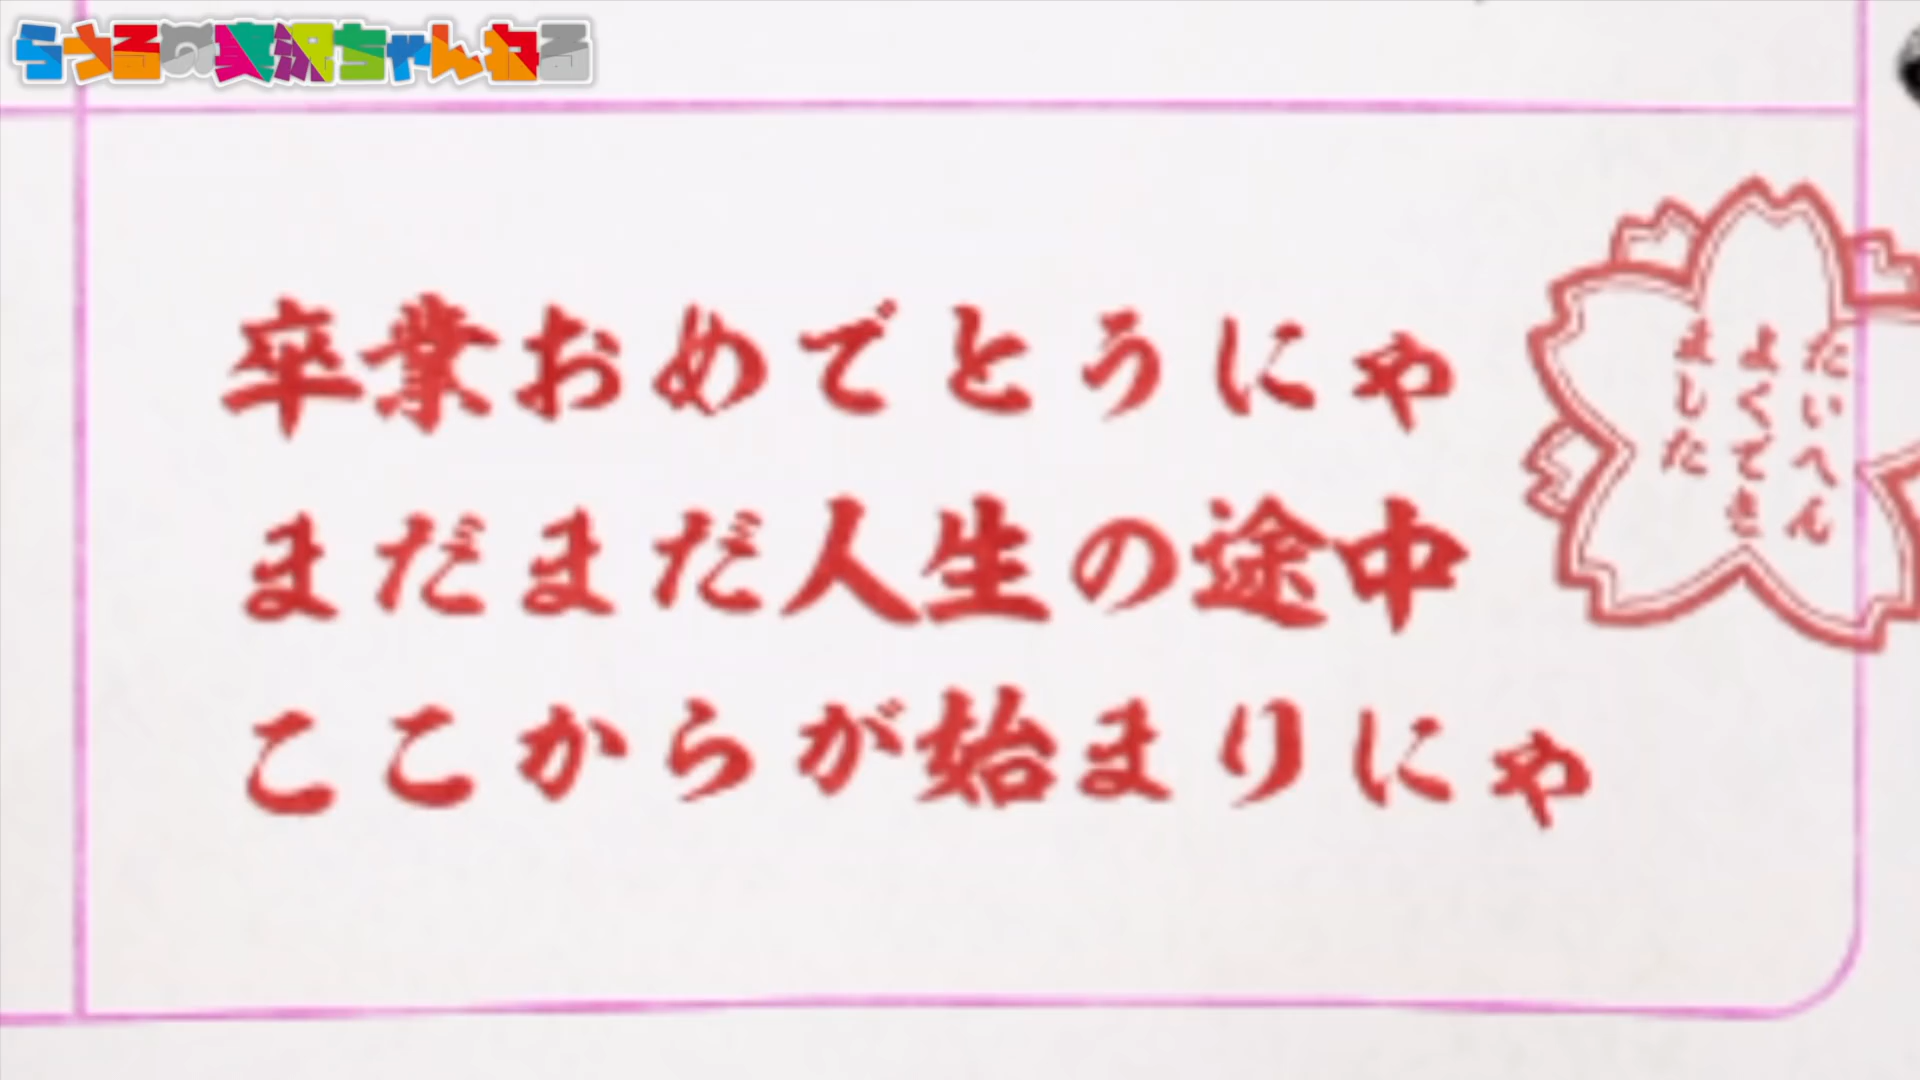 らうるの実況ちゃんねる
卒業おめでとうにゃ
まだまだ人生の途中
ここからが始まりにゃ
たいへん
よくでき
ました